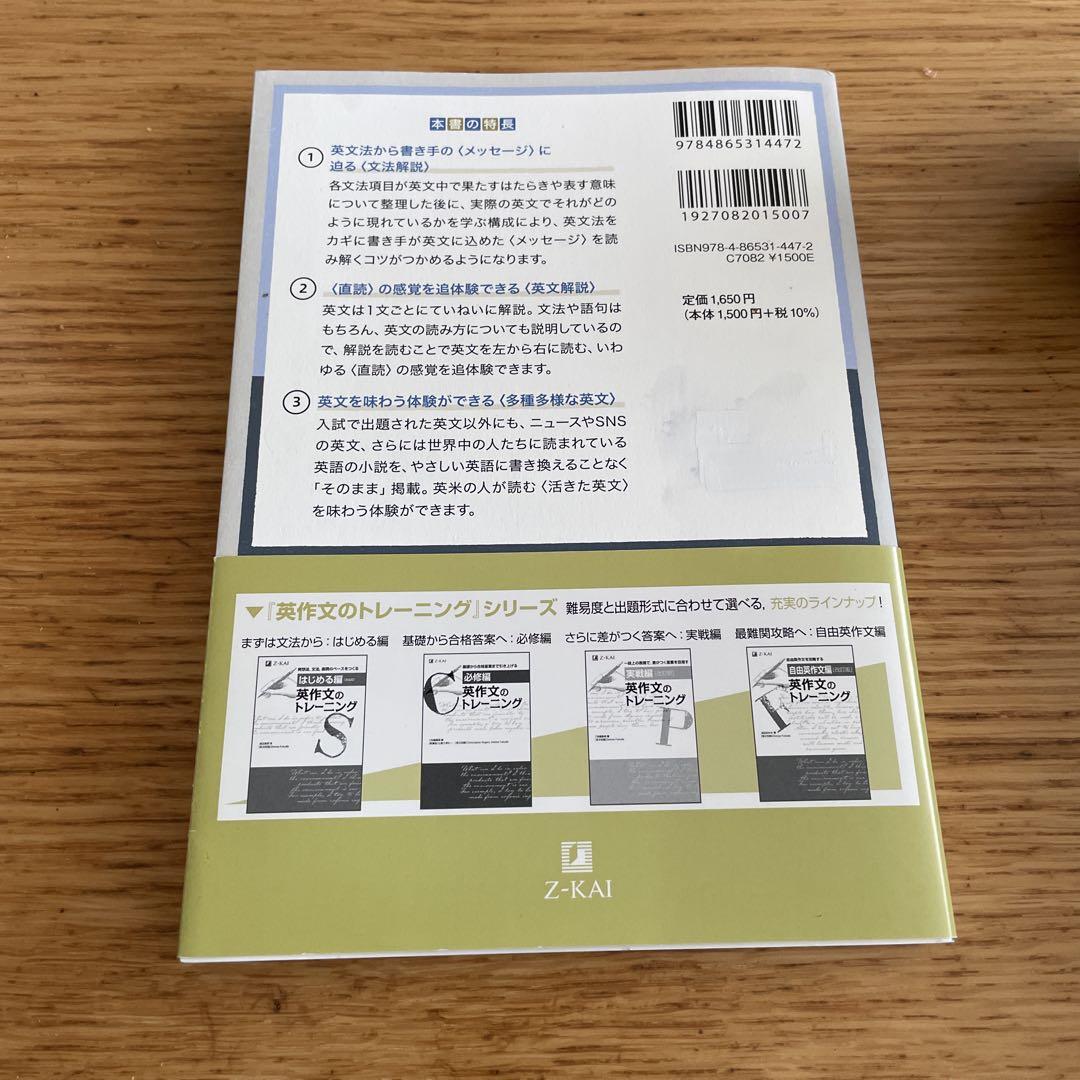 本書の特長
① 英文法から書き手の〈メッセージ〉に
迫る〈文法解説〉
各文法項目が英文中で果たすはたらきや表す意味
について整理した後に、実際の英文でそれがどの
ように現れているかを学ぶ構成により、英文法を
カギに書き手が英文に込めた〈メッセージ〉を読
み解くコツがつかめるようになります。
② 〈直読〉の感覚を追体験できる〈英文解説〉
英文は1文ごとにていねいに解説。文法や語句は
もちろん、英文の読み方についても説明しているの
で、解説を読むことで英文を左から右に読む、いわ
ゆる〈直読〉の感覚を追体験できます。
③ 英文を味わう体験ができる〈多種多様な英文〉
入試で出題された英文以外にも、ニュースやSNS
の英文、さらには世界中の人たちに読まれている
英語の小説を、やさしい英語に書き換えることなく
「そのまま」掲載。英米の人が読む〈活きた英文〉
を味わう体験ができます。
9784865314472
1927082015007
ISBN978-4-86531-447-2
C7082 ¥1500E
定価1,650円
(本体1,500円+税10%)
▼『英作文のトレーニング』シリーズ 難易度と出題形式に合わせて選べる,充実のラインナップ!
まずは文法から:はじめる編
Z-KAI
はじめる編
英作文の
トレーニング
S
基礎から合格答案へ:必修編
Z-KAI
基礎から合格答案まで引き上げる
必修編
英作文の
トレーニング
C
さらに差がつく答案へ:実戦編
Z-KAI
実戦編
英作文の
トレーニング
P
最難関攻略へ:自由英作文編
Z-KAI
自由英作文編
英作文の
トレーニング
Z-KAI